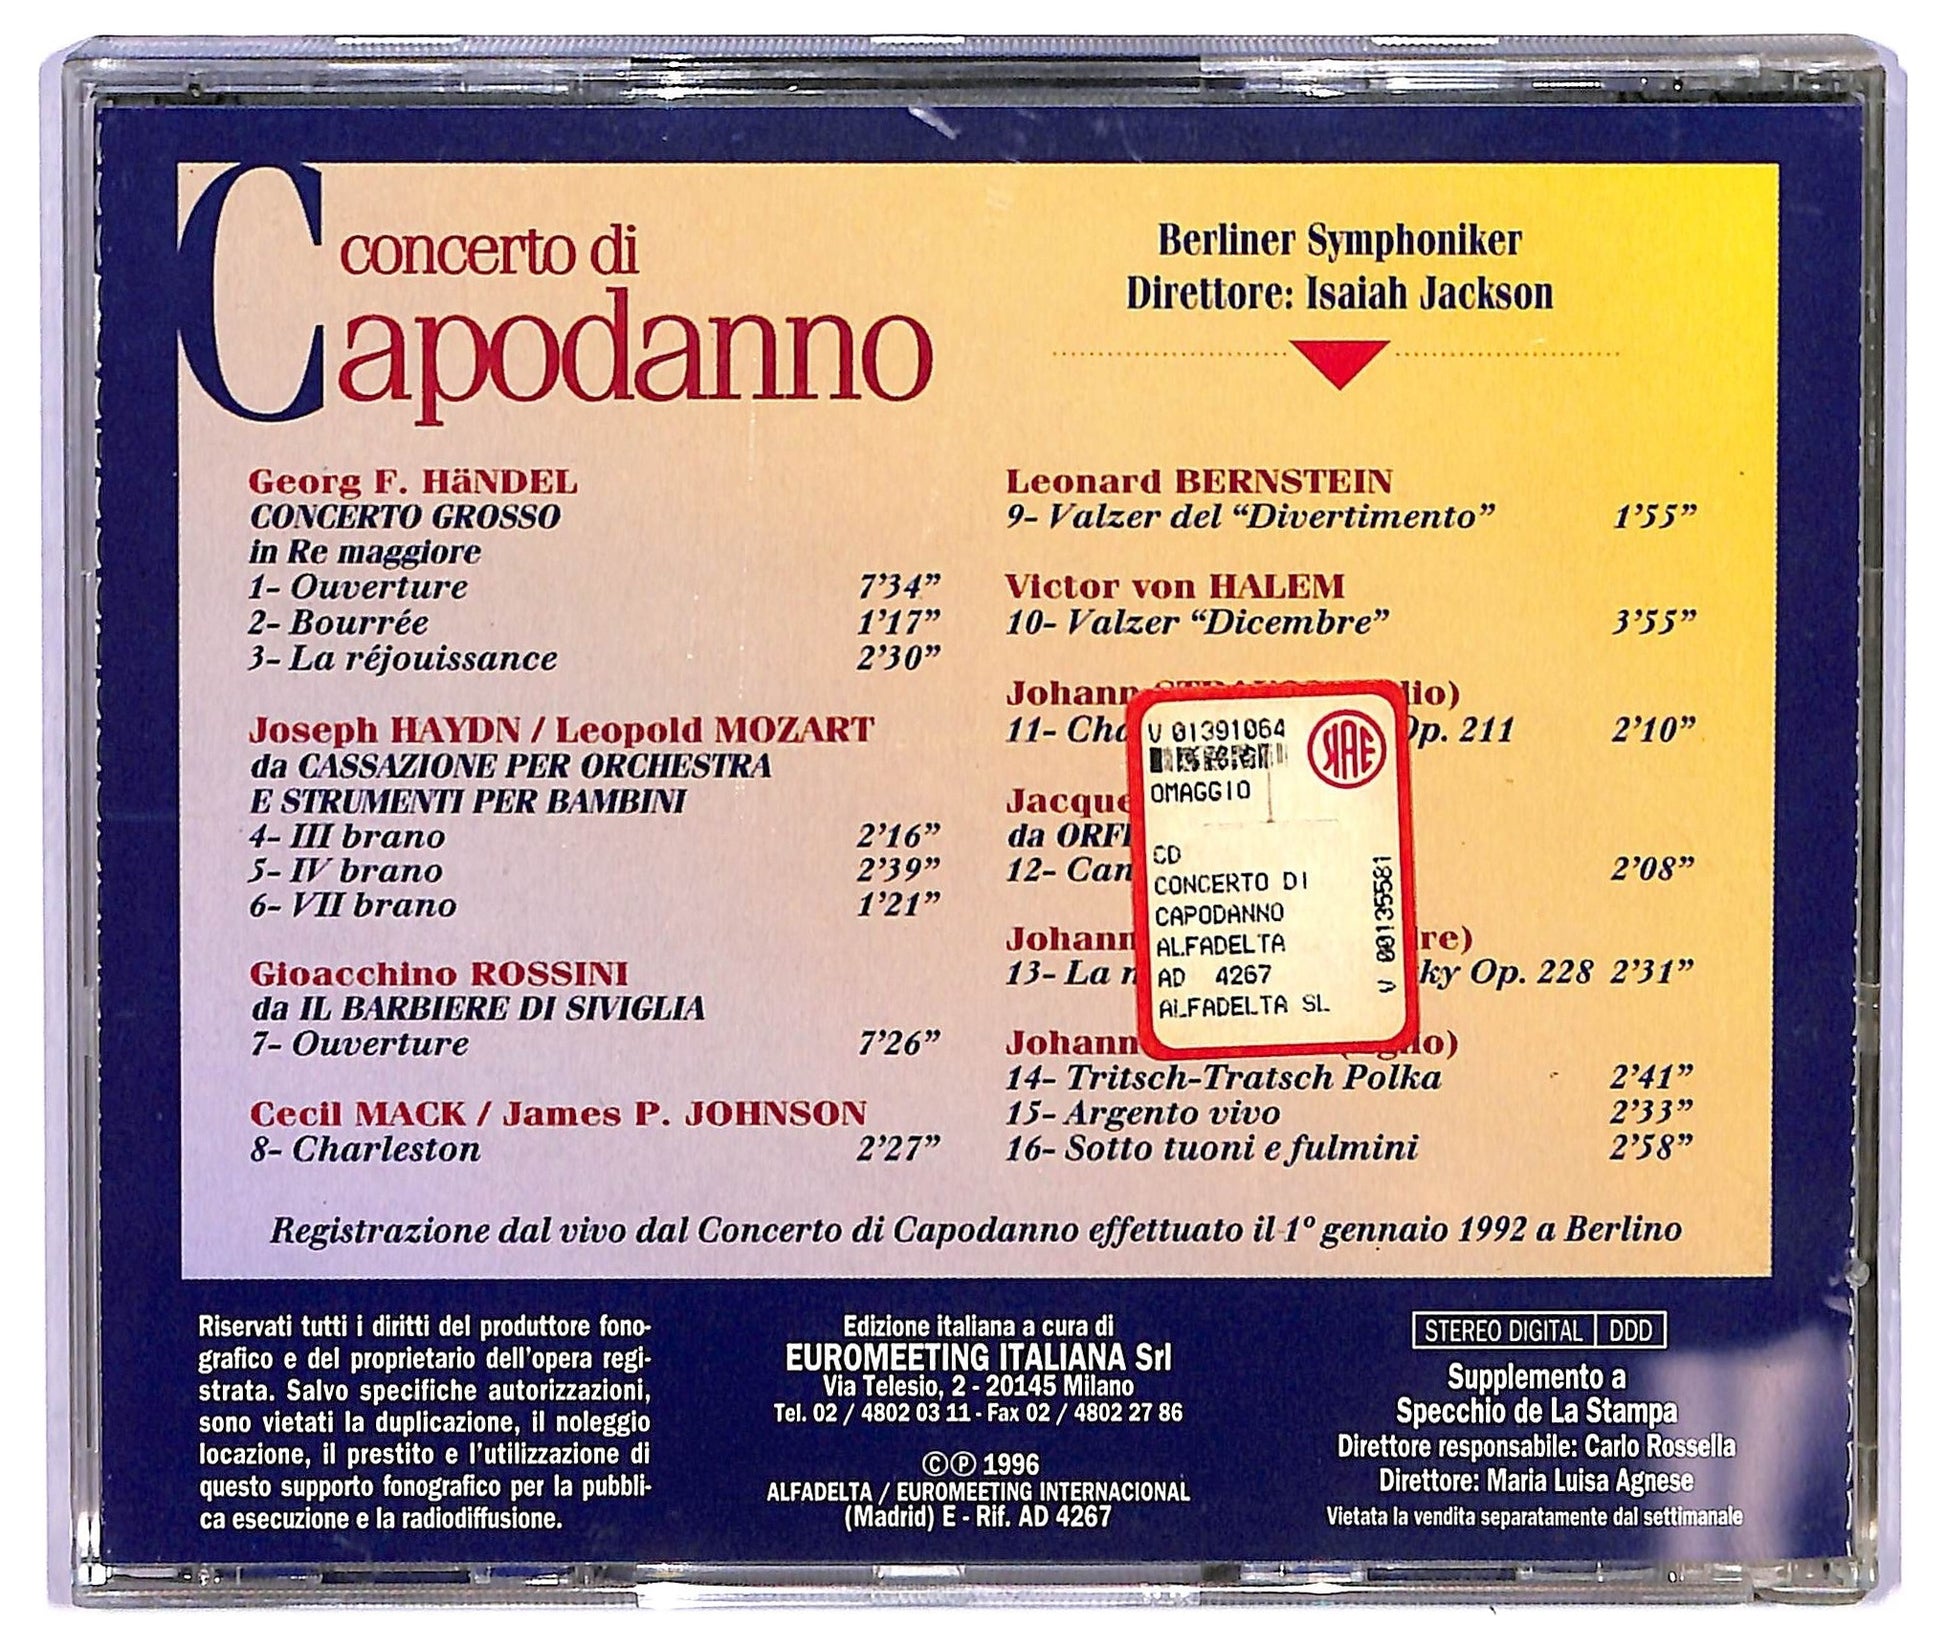 Concerto di
Capodanno
Berliner Symphoniker
Direttore: Isaiah Jackson
Georg F. HäNDEL
CONCERTO GROSSO
in Re maggiore
1- Ouverture 7’34”
2- Bourrée 1’17”
3- La réjouissance 2’30”
Joseph HAYDN / Leopold MOZART
da CASSAZIONE PER ORCHESTRA
E STRUMENTI PER BAMBINI
4- III brano 2’16”
5- IV brano 2’39”
6- VII brano 1’21”
Gioacchino ROSSINI
da IL BARBIERE DI SIVIGLIA
7- Ouverture 7’26”
Cecil MACK / James P. JOHNSON
8- Charleston 2’27”
Leonard BERNSTEIN
9- Valzer del “Divertimento” 1’55”
Victor von HALEM
10- Valzer “Dicembre” 3’55”
Johann
11- Op. 211 2’10”
da
12- 2’08”
Johann
13- La Op. 228 2’31”
Johann
14- Tritsch-Tratsch Polka 2’41”
15- Argento vivo 2’33”
16- Sotto tuoni e fulmini 2’58”
V 01391064
SIAE
OMAGGIO
CD
CONCERTO DI
CAPODANNO
ALFADELTA
AD 4267
ALFADELTA SL
V 00135581
Registrazione dal vivo dal Concerto di Capodanno effettuato il 1º gennaio 1992 a Berlino
Riservati tutti i diritti del produttore fono-
grafico e del proprietario dell’opera regi-
strata. Salvo specifiche autorizzazioni,
sono vietati la duplicazione, il noleggio
locazione, il prestito e l’utilizzazione di
questo supporto fonografico per la pubbli-
ca esecuzione e la radiodiffusione.
Edizione italiana a cura di
EUROMEETING ITALIANA Srl
Via Telesio, 2 - 20145 Milano
Tel. 02 / 4802 03 11 - Fax 02 / 4802 27 86
©℗ 1996
ALFADELTA / EUROMEETING INTERNACIONAL
(Madrid) E - Rif. AD 4267
STEREO DIGITAL | DDD
Supplemento a
Specchio de La Stampa
Direttore responsabile: Carlo Rossella
Direttore: Maria Luisa Agnese
Vietata la vendita separatamente dal settimanale